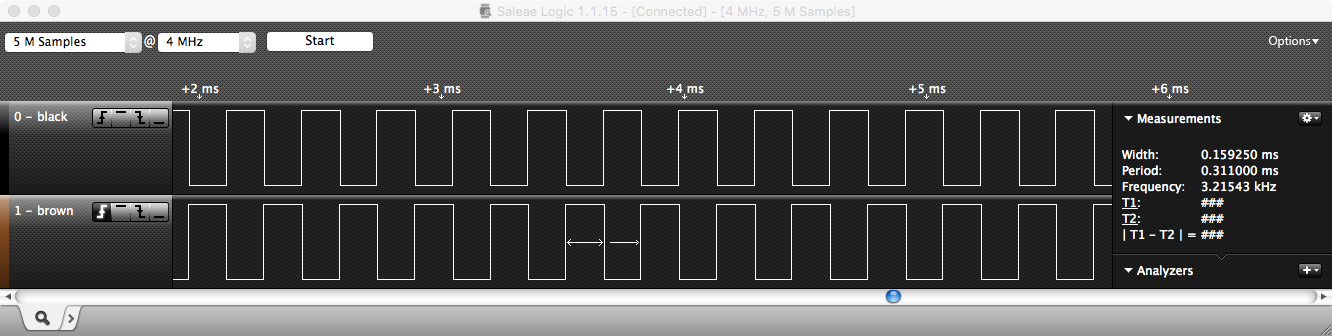 Saleae Logic 1.1.15 - [Connected] - [4 MHz, 5 M Samples]
5 M Samples @ 4 MHz Start Options▾
+2 ms +3 ms +4 ms +5 ms +6 ms
0 - black
Measurements
Width: 0.159250 ms
Period: 0.311000 ms
Frequency: 3.21543 kHz
T1: ###
T2: ###
| T1 - T2 | = ###
1 - brown
Analyzers